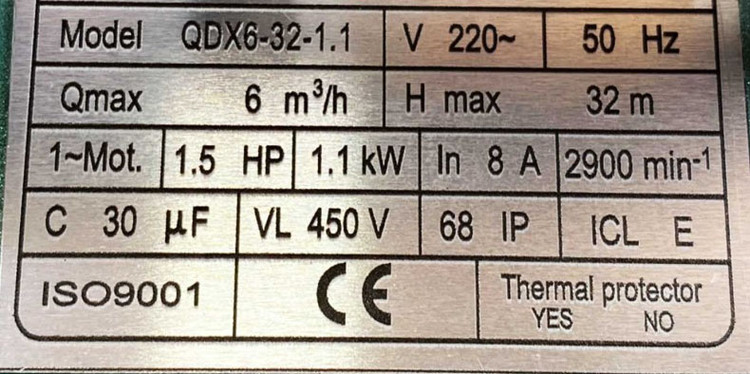 Model QDX6-32-1.1 V 220~ 50 Hz
Qmax 6 m³/h H max 32 m
1~Mot. 1.5 HP 1.1 kW In 8 A 2900 min⁻¹
C 30 µF VL 450 V 68 IP ICL E
ISO9001 CE Thermal protector
YES NO